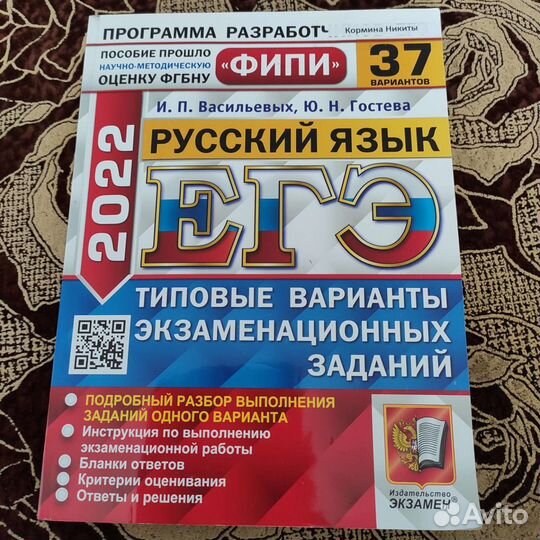 ПРОГРАММА РАЗРАБОТЧ
Кормина Никиты
ПОСОБИЕ ПРОШЛО
НАУЧНО-МЕТОДИЧЕСКУЮ
ОЦЕНКУ ФГБНУ
«ФИПИ»
37
ВАРИАНТОВ
И. П. Васильевых, Ю. Н. Гостева
2022
РУССКИЙ ЯЗЫК
ЕГЭ
ТИПОВЫЕ ВАРИАНТЫ
ЭКЗАМЕНАЦИОННЫХ
ЗАДАНИЙ
• ПОДРОБНЫЙ РАЗБОР ВЫПОЛНЕНИЯ
ЗАДАНИЙ ОДНОГО ВАРИАНТА
• Инструкция по выполнению
экзаменационной работы
• Бланки ответов
• Критерии оценивания
• Ответы и решения
Издательство
ЭКЗАМЕН®
Avito